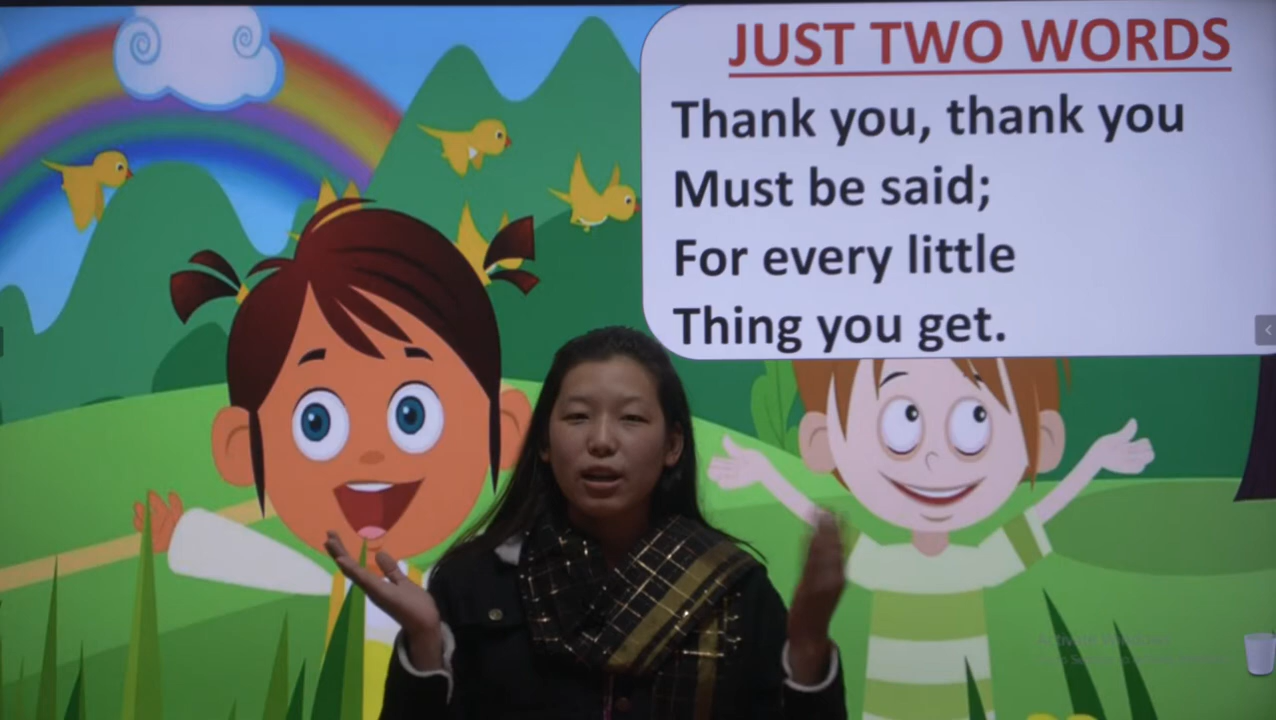 JUST TWO WORDS
Thank you, thank you
Must be said;
For every little
Thing you get.